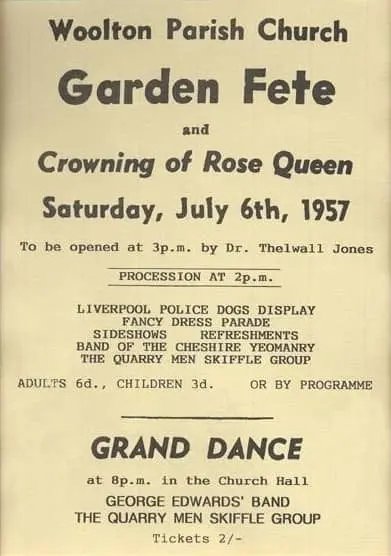 Woolton Parish Church
Garden Fete
and
Crowning of Rose Queen
Saturday, July 6th, 1957
To be opened at 3p.m. by Dr. Thelwall Jones
PROCESSION AT 2p.m.
LIVERPOOL POLICE DOGS DISPLAY
FANCY DRESS PARADE
SIDESHOWS REFRESHMENTS
BAND OF THE CHESHIRE YEOMANRY
THE QUARRY MEN SKIFFLE GROUP
ADULTS 6d., CHILDREN 3d. OR BY PROGRAMME
GRAND DANCE
at 8p.m. in the Church Hall
GEORGE EDWARDS' BAND
THE QUARRY MEN SKIFFLE GROUP
Tickets 2/-